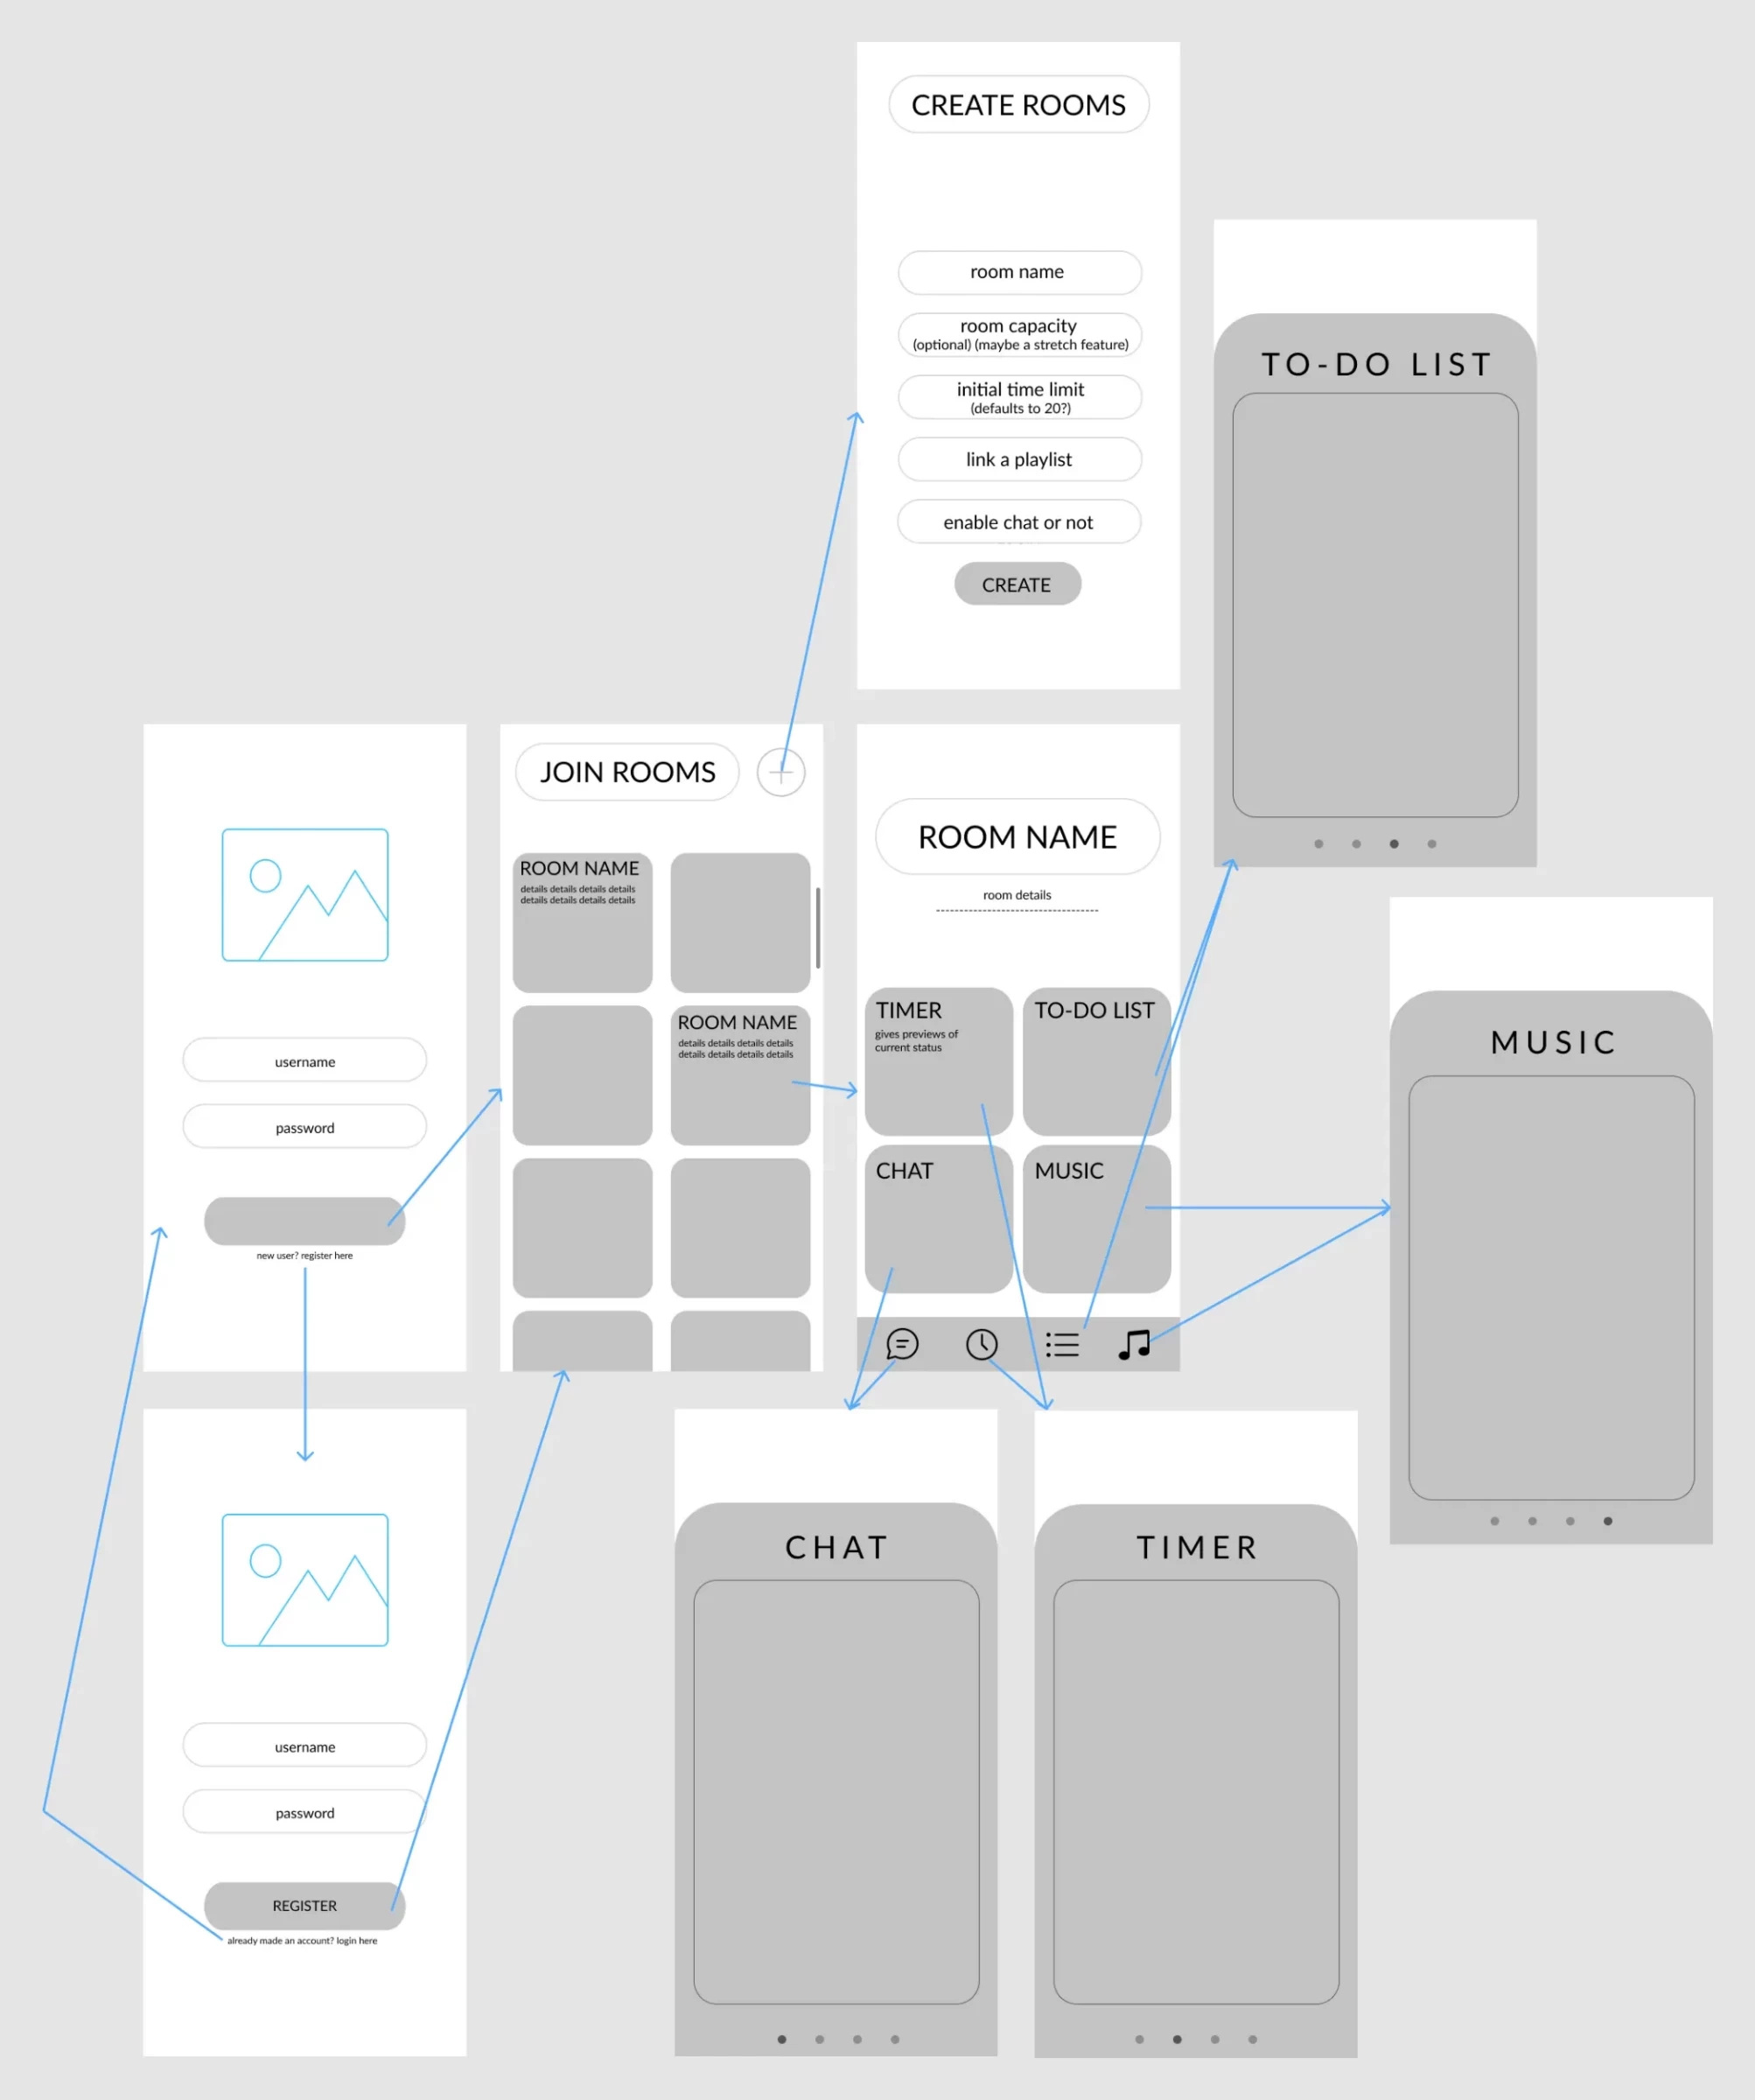 CREATE ROOMS
room name
room capacity
(optional) (maybe a stretch feature)
initial time limit
(defaults to 20?)
link a playlist
enable chat or not
CREATE
TO-DO LIST
username
password
new user? register here
JOIN ROOMS
ROOM NAME
details details details details
details details details details
ROOM NAME
details details details details
details details details details
ROOM NAME
room details
TIMER
gives previews of
current status
TO-DO LIST
CHAT
MUSIC
MUSIC
username
password
REGISTER
already made an account? login here
CHAT
TIMER